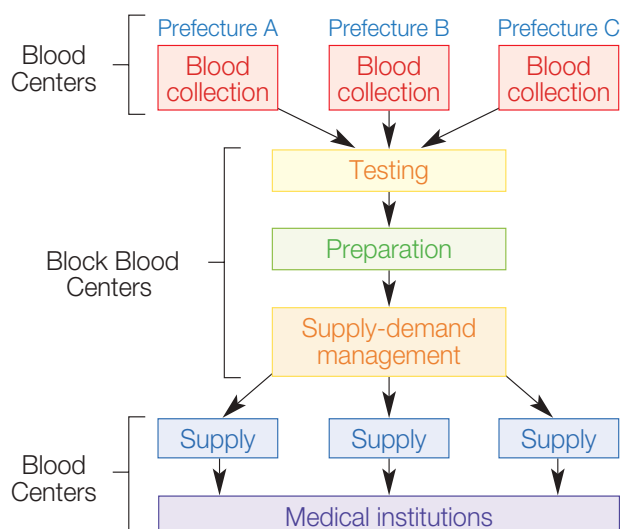 Prefecture A
Prefecture B
Prefecture C
Blood
Centers
Blood
collection
Blood
collection
Blood
collection
Testing
Block Blood
Centers
Preparation
Supply-demand
management
Blood
Centers
Supply
Supply
Supply
Medical institutions